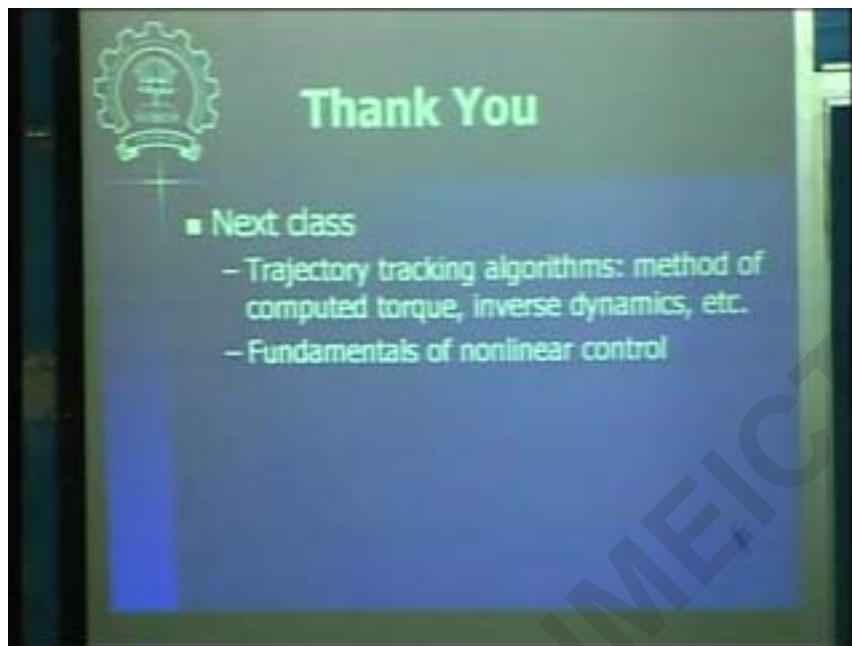 Thank You
■ Next class
– Trajectory tracking algorithms: method of
computed torque, inverse dynamics, etc.
– Fundamentals of nonlinear control